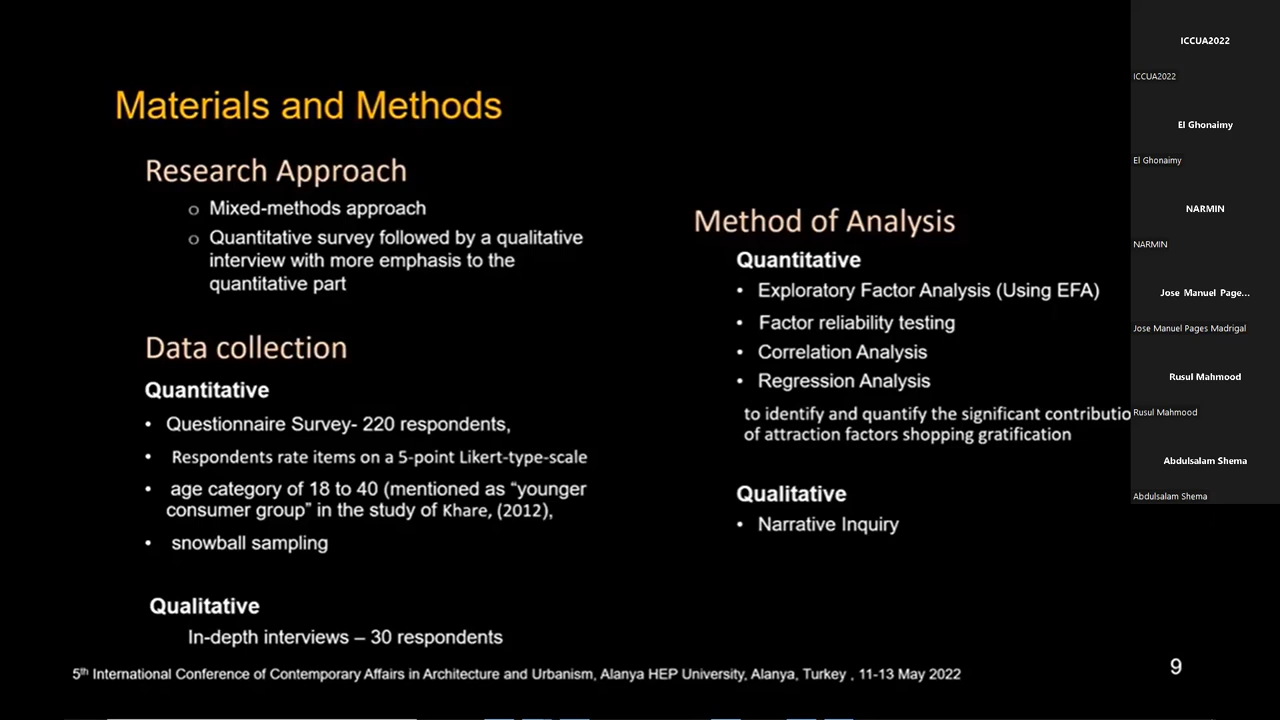 Materials and Methods
Research Approach
o Mixed-methods approach
o Quantitative survey followed by a qualitative
interview with more emphasis to the
quantitative part
Data collection
Quantitative
• Questionnaire Survey- 220 respondents,
• Respondents rate items on a 5-point Likert-type-scale
• age category of 18 to 40 (mentioned as “younger
consumer group” in the study of Khare, (2012),
• snowball sampling
Qualitative
In-depth interviews – 30 respondents
Method of Analysis
Quantitative
• Exploratory Factor Analysis (Using EFA)
• Factor reliability testing
• Correlation Analysis
• Regression Analysis
to identify and quantify the significant contributio
of attraction factors shopping gratification
Qualitative
• Narrative Inquiry
5th International Conference of Contemporary Affairs in Architecture and Urbanism, Alanya HEP University, Alanya, Turkey , 11-13 May 2022
9
ICCUA2022
ICCUA2022
El Ghonaimy
El Ghonaimy
NARMIN
NARMIN
Jose Manuel Page...
Jose Manuel Pages Madrigal
Rusul Mahmood
Rusul Mahmood
Abdulsalam Shema
Abdulsalam Shema